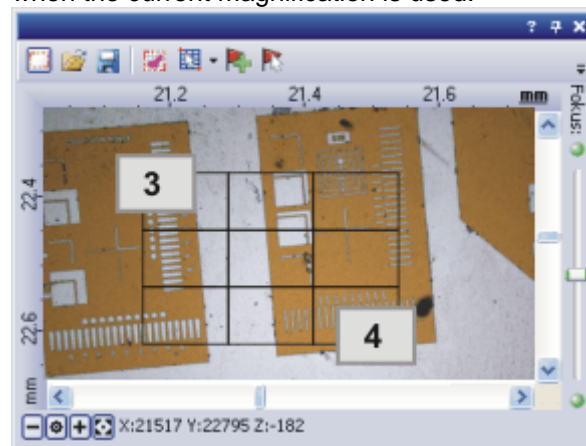 when the current magnification is used.
? X
21.2 21.4 21.6 mm
Fokus:
3
22.4
4
22.6
mm
X:21517 Y:22795 Z:-182